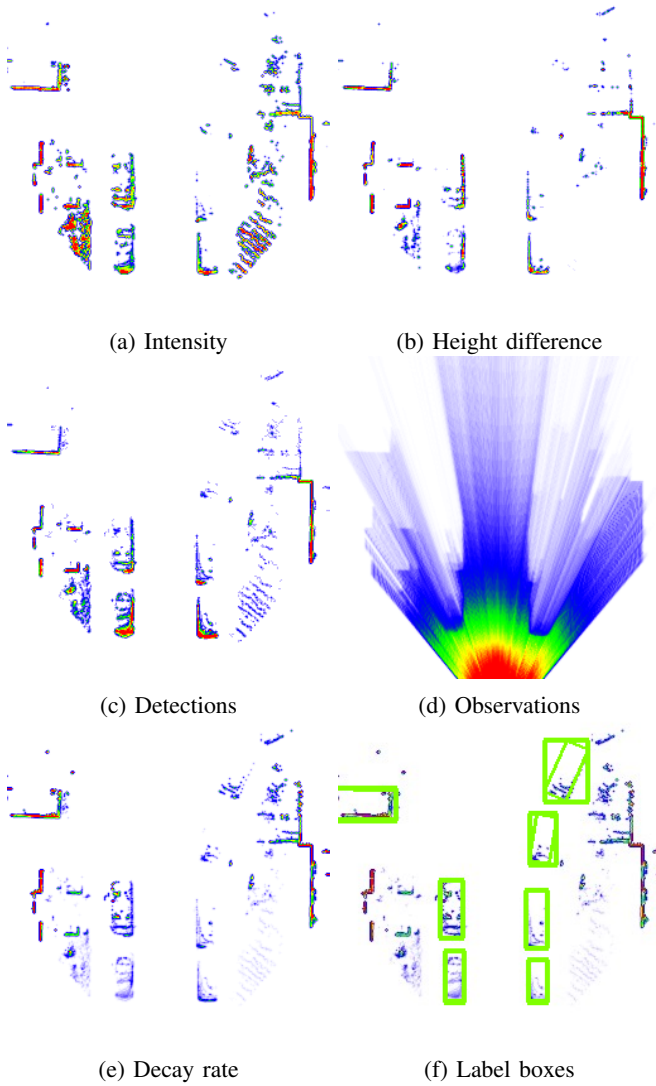 (a) Intensity
(b) Height difference
(c) Detections
(d) Observations
(e) Decay rate
(f) Label boxes